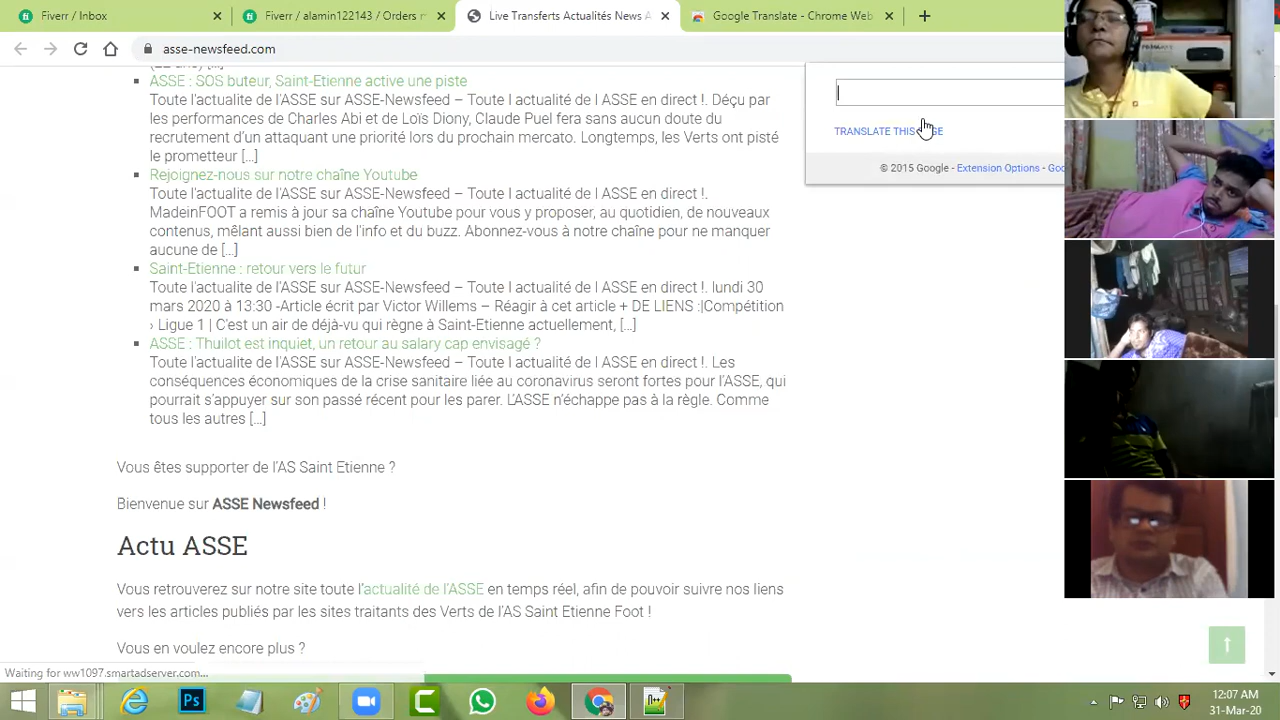 Fiverr / Inbox
Fiverr / alamin122143 / Orders
Live Transferts Actualités News A
Google Translate - Chrome Web
asse-newsfeed.com
ASSE : SOS buteur, Saint-Etienne active une piste
Toute l'actualite de l'ASSE sur ASSE-Newsfeed – Toute l actualité de l ASSE en direct !. Déçu par
les performances de Charles Abi et de Loïs Diony, Claude Puel fera sans aucun doute du
recrutement d'un attaquant une priorité lors du prochain mercato. Longtemps, les Verts ont pisté
le prometteur [...]
Rejoignez-nous sur notre chaîne Youtube
Toute l'actualite de l'ASSE sur ASSE-Newsfeed – Toute l actualité de l ASSE en direct !.
MadeinFOOT a remis à jour sa chaîne Youtube pour vous y proposer, au quotidien, de nouveaux
contenus, mêlant aussi bien de l'info et du buzz. Abonnez-vous à notre chaîne pour ne manquer
aucune de [...]
Saint-Etienne : retour vers le futur
Toute l'actualite de l'ASSE sur ASSE-Newsfeed – Toute l actualité de l ASSE en direct !. lundi 30
mars 2020 à 13:30 -Article écrit par Victor Willems – Réagir à cet article + DE LIENS :|Compétition
› Ligue 1 | C'est un air de déjà-vu qui règne à Saint-Etienne actuellement, [...]
ASSE : Thuilot est inquiet, un retour au salary cap envisagé ?
Toute l'actualite de l'ASSE sur ASSE-Newsfeed – Toute l actualité de l ASSE en direct !. Les
conséquences économiques de la crise sanitaire liée au coronavirus seront fortes pour l'ASSE, qui
pourrait s'appuyer sur son passé récent pour les parer. L'ASSE n'échappe pas à la règle. Comme
tous les autres [...]
Vous êtes supporter de l'AS Saint Etienne ?
Bienvenue sur ASSE Newsfeed !
Actu ASSE
Vous retrouverez sur notre site toute l'actualité de l'ASSE en temps réel, afin de pouvoir suivre nos liens
vers les articles publiés par les sites traitants des Verts de l'AS Saint Etienne Foot !
Vous en voulez encore plus ?
TRANSLATE THIS
© 2015 Google - Extension Options - Goo
Waiting for ww1097.smartadserver.com...
Ps
12:07 AM
31-Mar-20